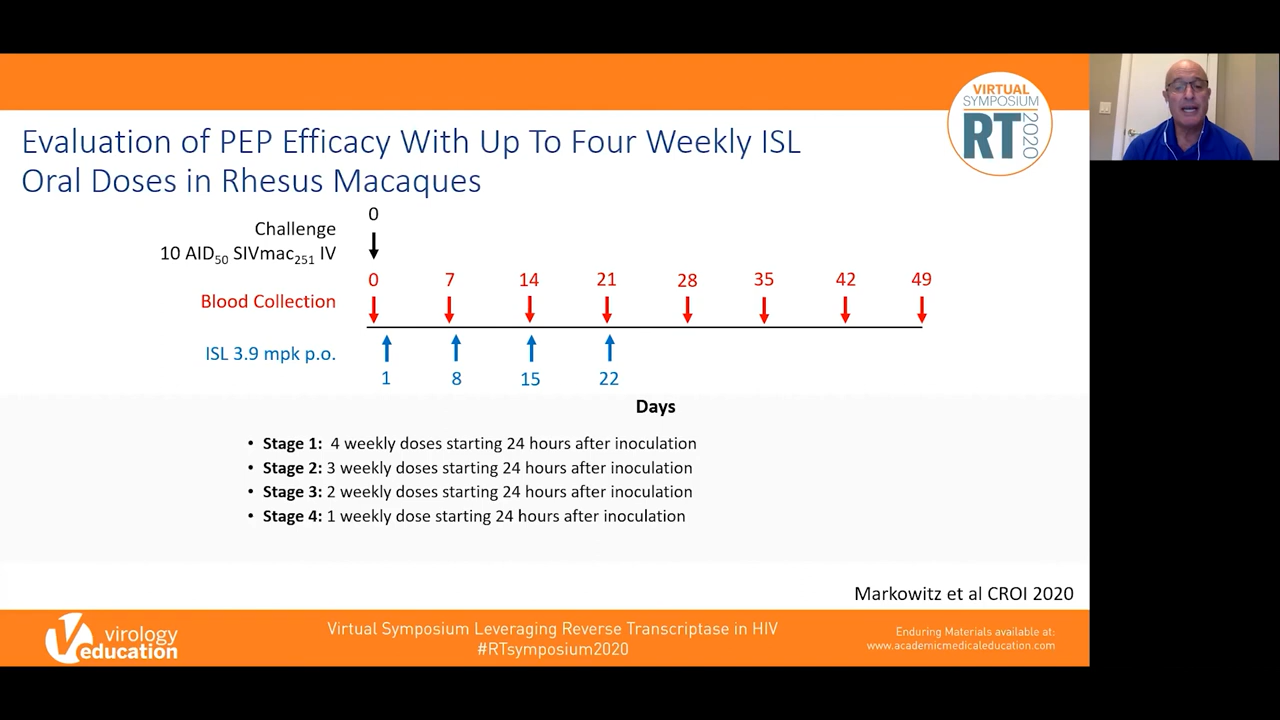 VIRTUAL
SYMPOSIUM
RT
2020
Evaluation of PEP Efficacy With Up To Four Weekly ISL
Oral Doses in Rhesus Macaques
0
Challenge
10 AID50 SIVmac251 IV
0 7 14 21 28 35 42 49
Blood Collection
ISL 3.9 mpk p.o.
1 8 15 22
Days
• Stage 1: 4 weekly doses starting 24 hours after inoculation
• Stage 2: 3 weekly doses starting 24 hours after inoculation
• Stage 3: 2 weekly doses starting 24 hours after inoculation
• Stage 4: 1 weekly dose starting 24 hours after inoculation
Markowitz et al CROI 2020
virology
education
Virtual Symposium Leveraging Reverse Transcriptase in HIV
#RTsymposium2020
Enduring Materials available at:
www.academicmedicaleducation.com